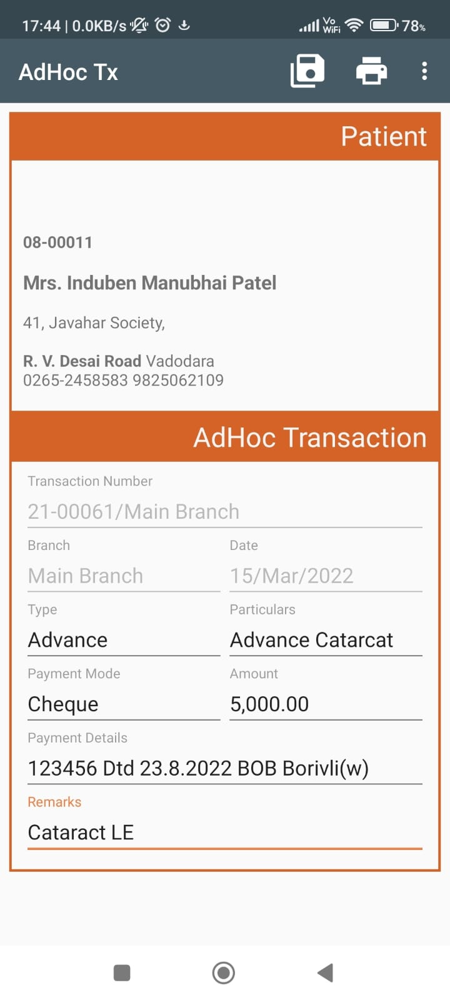 17:44 | 0.0KB/s Vo WiFi 78%
AdHoc Tx
Patient
08-00011
Mrs. Induben Manubhai Patel
41, Javahar Society,
R. V. Desai Road Vadodara
0265-2458583 9825062109
AdHoc Transaction
Transaction Number
21-00061/Main Branch
Branch Date
Main Branch 15/Mar/2022
Type Particulars
Advance Advance Catarcat
Payment Mode Amount
Cheque 5,000.00
Payment Details
123456 Dtd 23.8.2022 BOB Borivli(w)
Remarks
Cataract LE